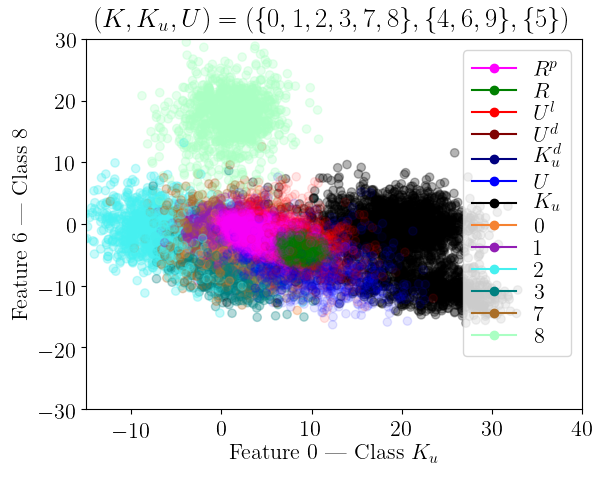 (K, K_u, U) = ({0, 1, 2, 3, 7, 8}, {4, 6, 9}, {5})
30
20
10
0
−10
−20
−30
Feature 6 — Class 8
R^p
R
U^l
U^d
K_u^d
U
K_u
0
1
2
3
7
8
−10
0
10
20
30
40
Feature 0 — Class K_u